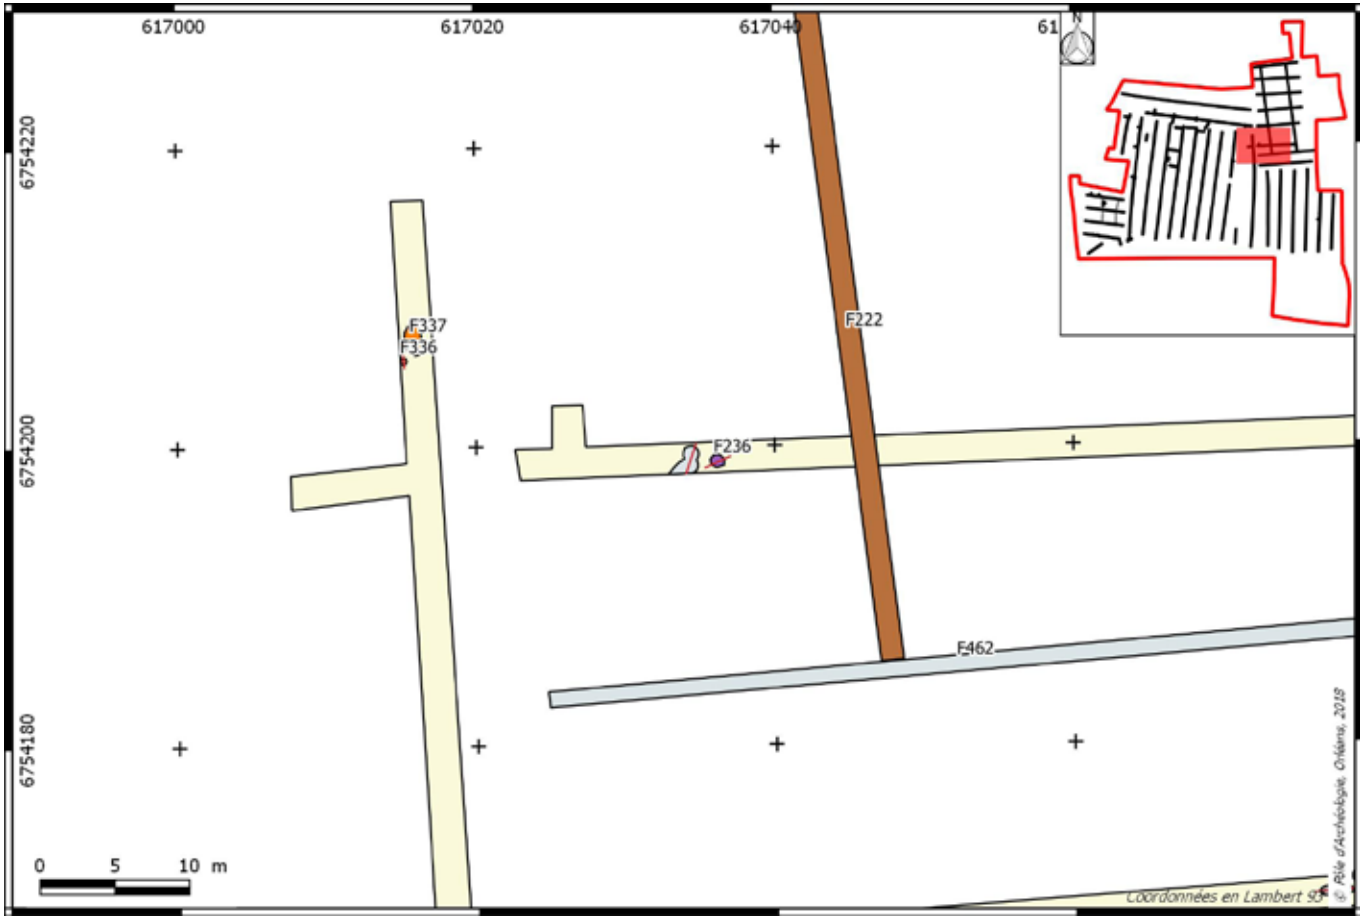 617000
617020
617040
61
N
6754220
F222
F337
F336
6754200
F236
F462
6754180
0 5 10 m
Coordonnées en Lambert 93
© Pôle d'Archéologie, Orléans, 2018